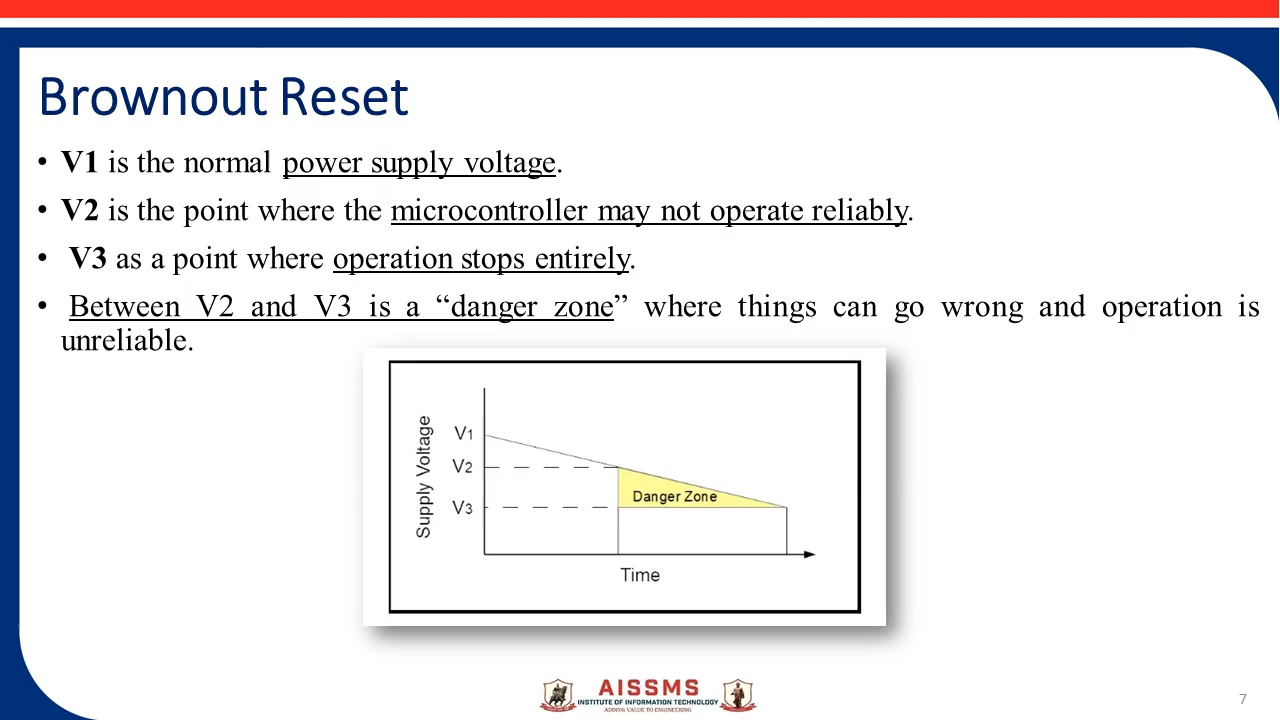 Brownout Reset
• V1 is the normal power supply voltage.
• V2 is the point where the microcontroller may not operate reliably.
• V3 as a point where operation stops entirely.
• Between V2 and V3 is a “danger zone” where things can go wrong and operation is
unreliable.
Supply Voltage
V1
V2
V3
Danger Zone
Time
AISSMS
INSTITUTE OF INFORMATION TECHNOLOGY
ADDING VALUE TO ENGINEERING
7